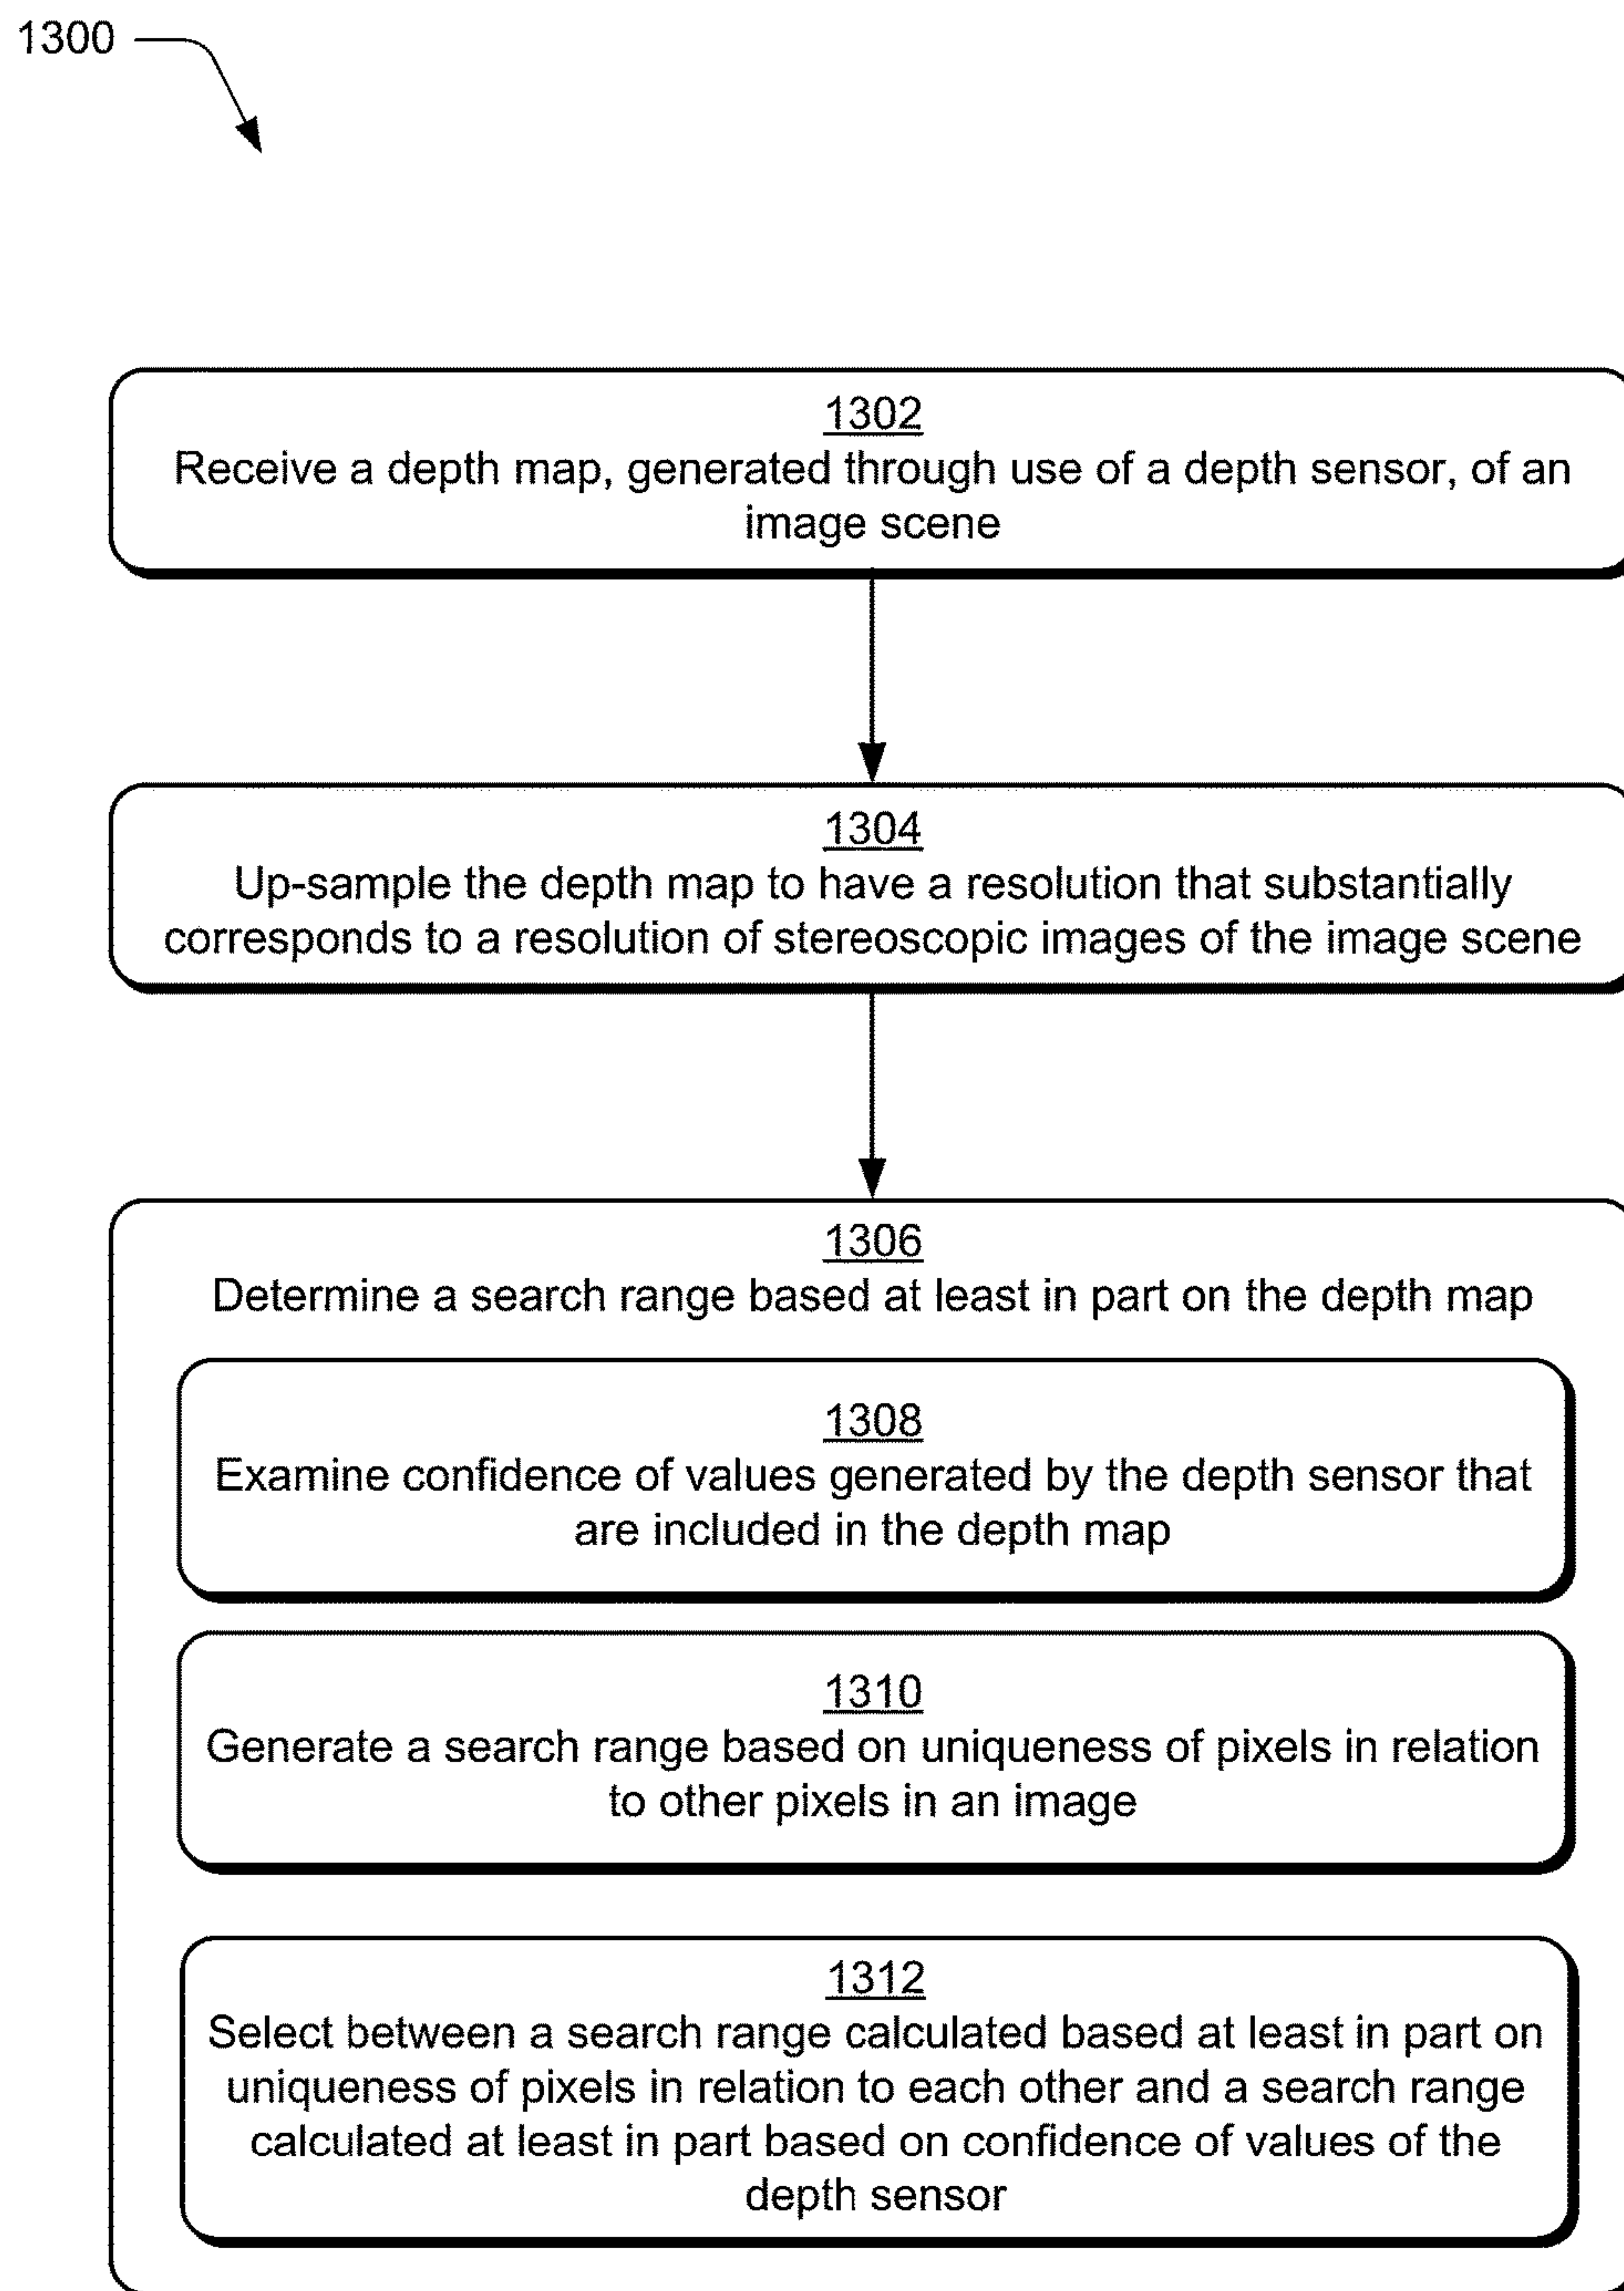 1300
1302
Receive a depth map, generated through use of a depth sensor, of an
image scene
1304
Up-sample the depth map to have a resolution that substantially
corresponds to a resolution of stereoscopic images of the image scene
1306
Determine a search range based at least in part on the depth map
1308
Examine confidence of values generated by the depth sensor that
are included in the depth map
1310
Generate a search range based on uniqueness of pixels in relation
to other pixels in an image
1312
Select between a search range calculated based at least in part on
uniqueness of pixels in relation to each other and a search range
calculated at least in part based on confidence of values of the
depth sensor